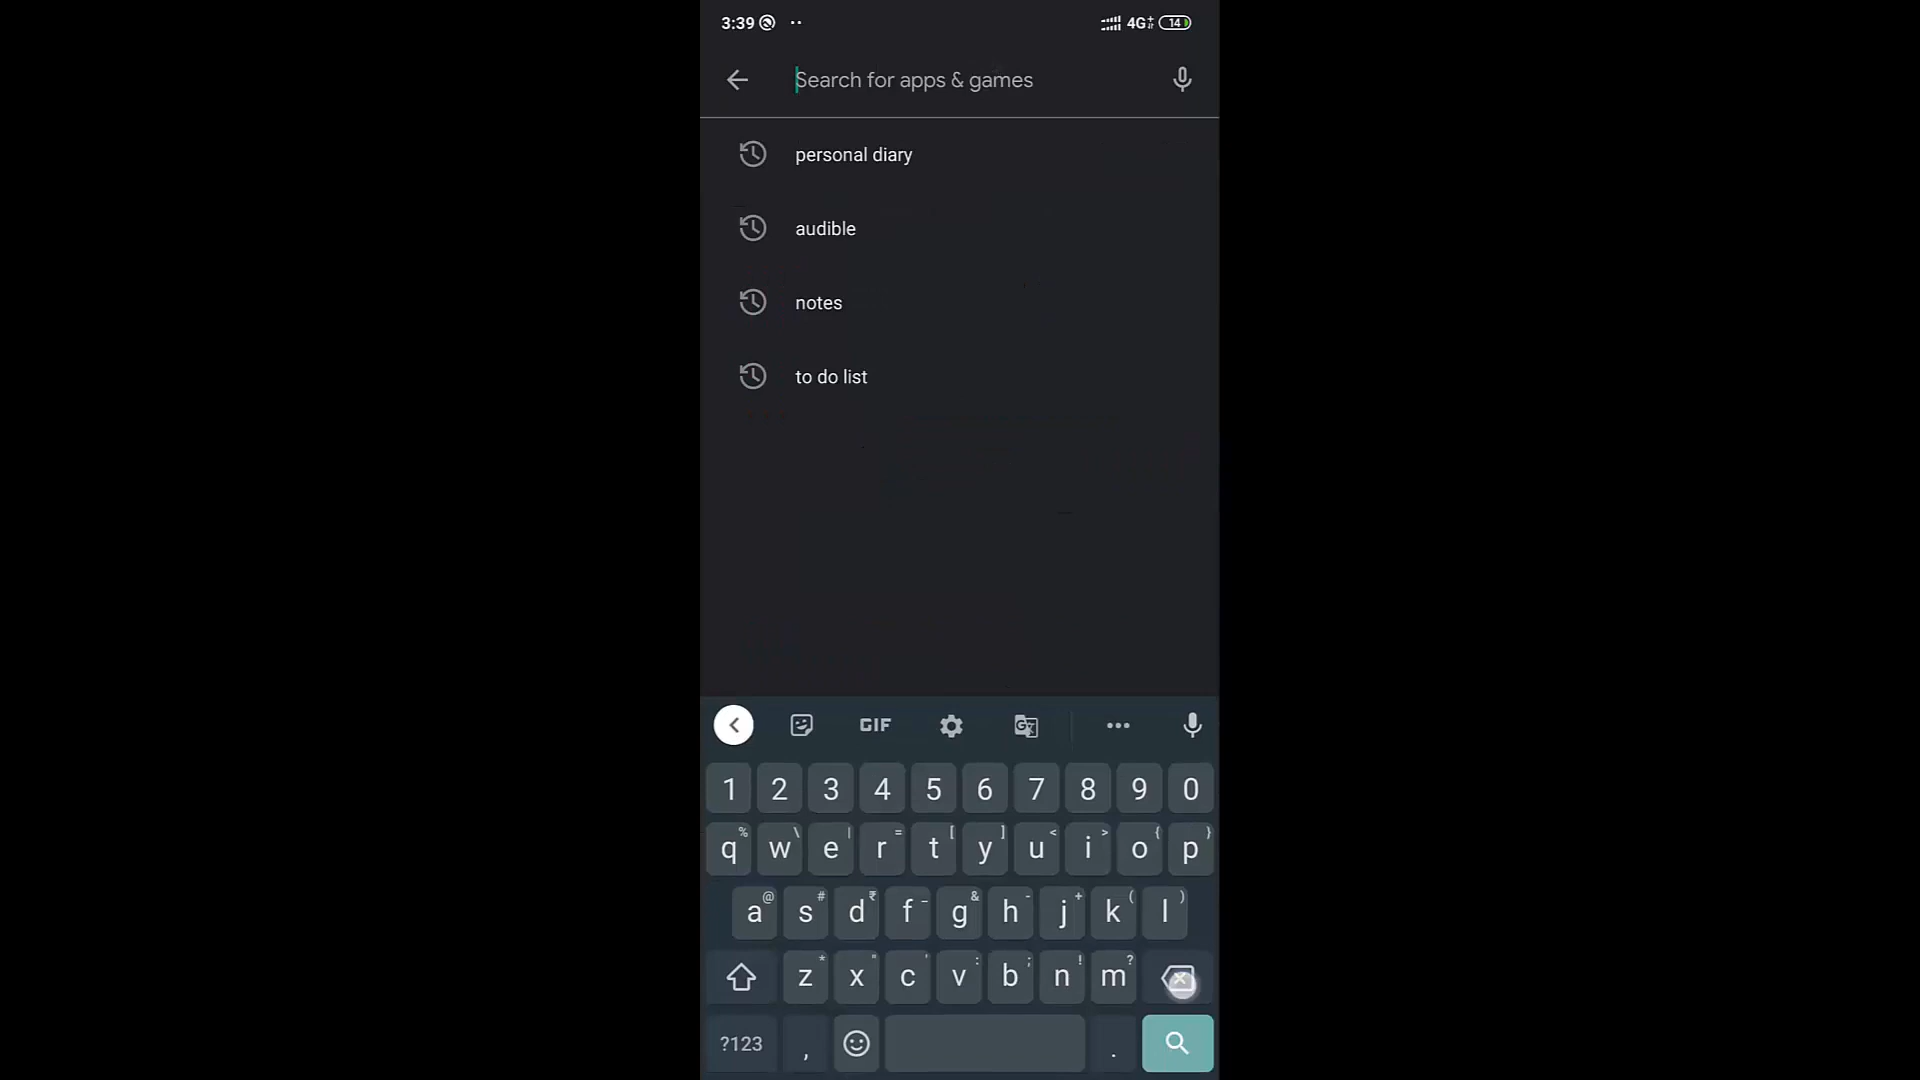 3:39 4G+ 14
Search for apps & games
personal diary
audible
notes
to do list
GIF G
1 2 3 4 5 6 7 8 9 0
% \ | = [ ] < > { }
q w e r t y u i o p
@ # ₹ _ & - + ( )
a s d f g h j k l
* " ' : ; ! ?
z x c v b n m
?123 , .